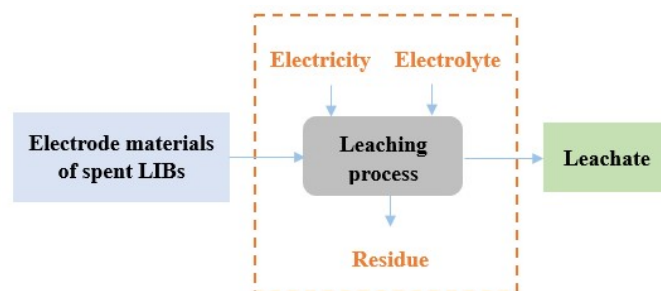 Electricity
Electrolyte
Electrode materials
of spent LIBs
Leaching
process
Leachate
Residue